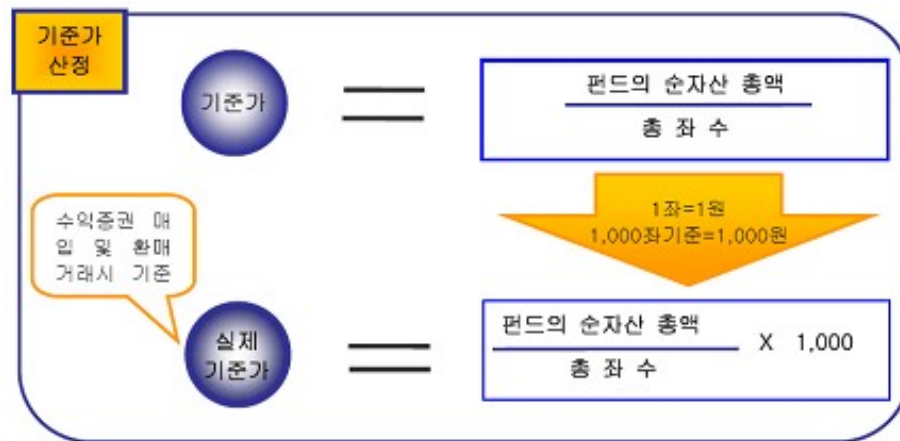 기준가
산정
기준가
펀드의 순자산 총액
총 좌 수
1좌=1원
1,000좌기준=1,000원
수익증권 매
입 및 환매
거래시 기준
실제
기준가
펀드의 순자산 총액
총 좌 수
X 1,000